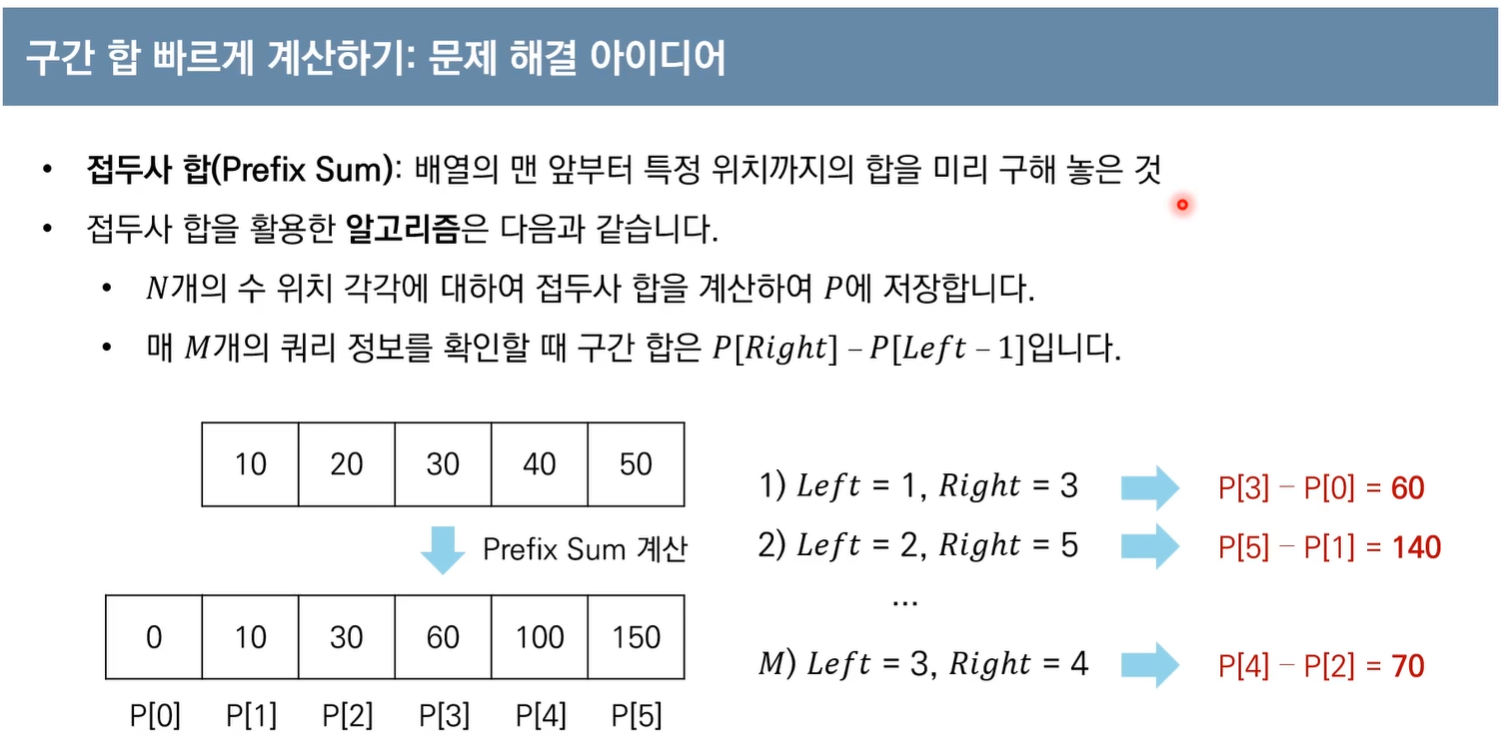 구간 합 빠르게 계산하기: 문제 해결 아이디어
• 접두사 합(Prefix Sum): 배열의 맨 앞부터 특정 위치까지의 합을 미리 구해 놓은 것
• 접두사 합을 활용한 알고리즘은 다음과 같습니다.
• N개의 수 위치 각각에 대하여 접두사 합을 계산하여 P에 저장합니다.
• 매 M개의 쿼리 정보를 확인할 때 구간 합은 P[Right] – P[Left – 1]입니다.
10 20 30 40 50
Prefix Sum 계산
0 10 30 60 100 150
P[0] P[1] P[2] P[3] P[4] P[5]
1) Left = 1, Right = 3 P[3] – P[0] = 60
2) Left = 2, Right = 5 P[5] – P[1] = 140
...
M) Left = 3, Right = 4 P[4] – P[2] = 70